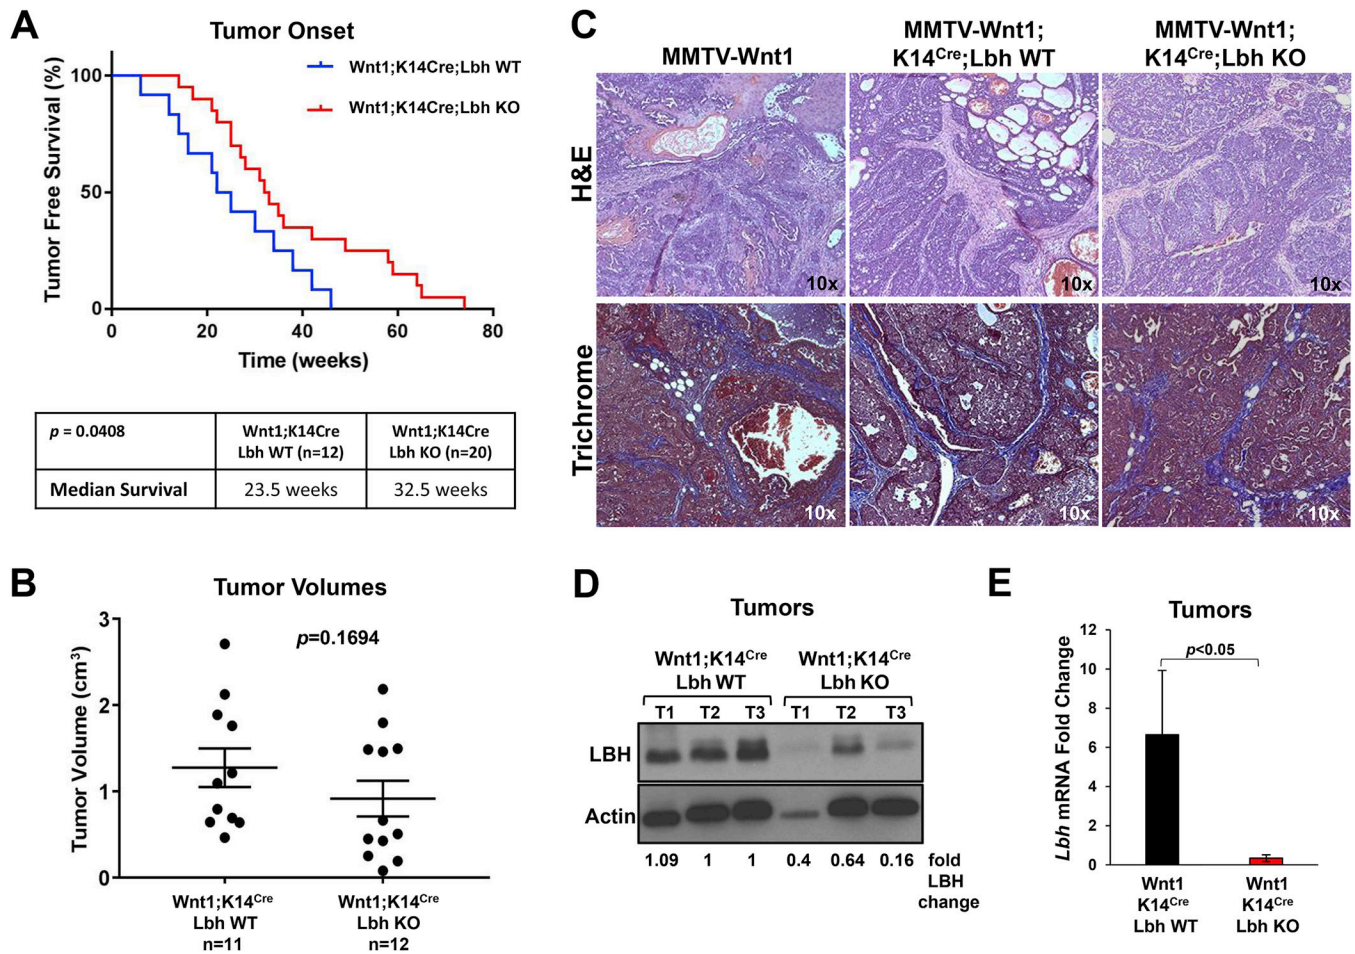 A
Tumor Onset
Wnt1;K14Cre;Lbh WT
Wnt1;K14Cre;Lbh KO
Tumor Free Survival (%)
100
50
0
0 20 40 60 80
Time (weeks)
p = 0.0408
Wnt1;K14Cre
Lbh WT (n=12)
Wnt1;K14Cre
Lbh KO (n=20)
Median Survival 23.5 weeks 32.5 weeks
B
Tumor Volumes
p=0.1694
Tumor Volume (cm³)
3
2
1
0
Wnt1;K14Cre
Lbh WT
n=11
Wnt1;K14Cre
Lbh KO
n=12
C
MMTV-Wnt1
MMTV-Wnt1;
K14Cre;Lbh WT
MMTV-Wnt1;
K14Cre;Lbh KO
H&E
10x 10x 10x
Trichrome
10x 10x 10x
D
Tumors
Wnt1;K14Cre
Lbh WT
Wnt1;K14Cre
Lbh KO
T1 T2 T3 T1 T2 T3
LBH
Actin
1.09 1 1 0.4 0.64 0.16 fold
LBH
change
E
Tumors
Lbh mRNA Fold Change
12
10
8
6
4
2
0
p<0.05
Wnt1
K14Cre
Lbh WT
Wnt1
K14Cre
Lbh KO